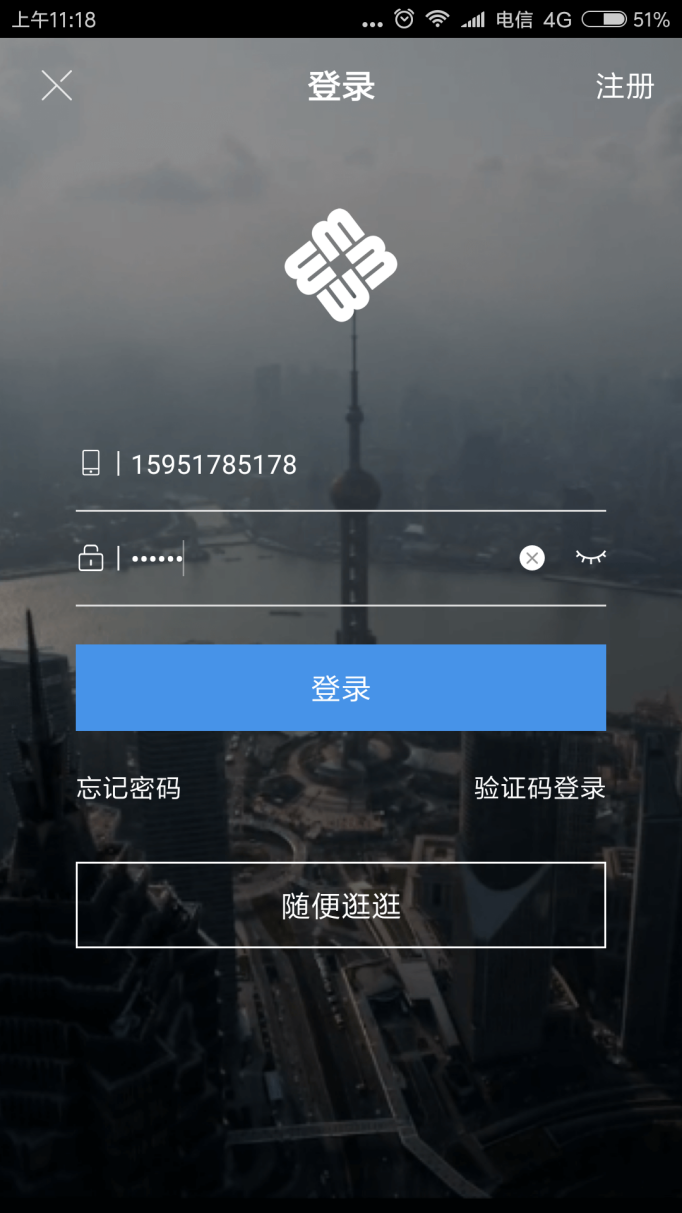 上午11:18
... 电信 4G 51%
登录
注册
15951785178
••••••
登录
忘记密码
验证码登录
随便逛逛